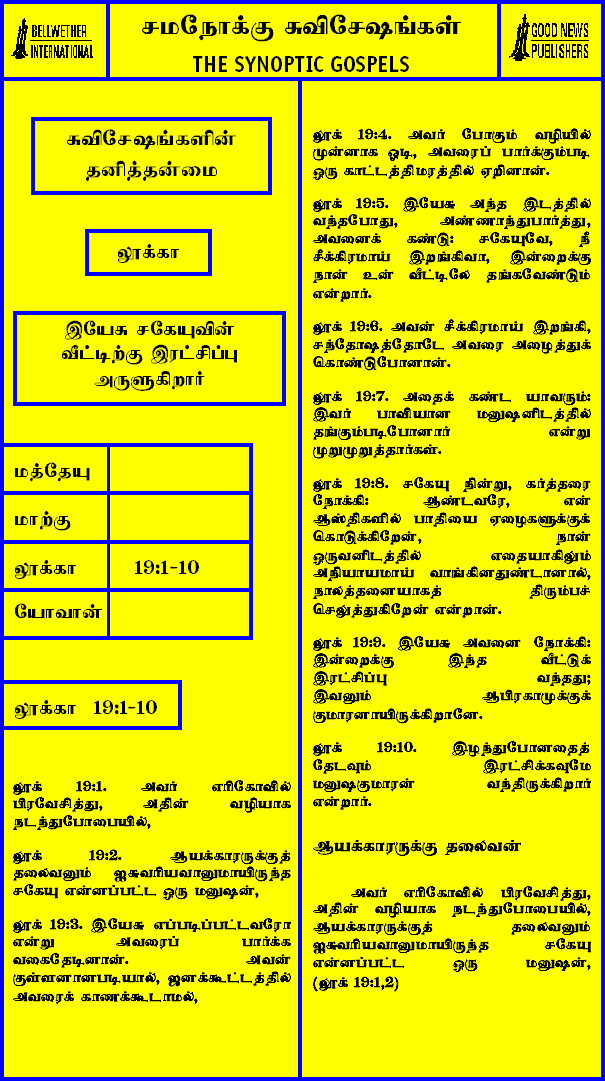 BELLWETHER
INTERNATIONAL
சமநோக்கு சுவிசேஷங்கள்
THE SYNOPTIC GOSPELS
GOOD NEWS
PUBLISHERS
சுவிசேஷங்களின்
தனித்தன்மை
லூக்கா
இயேசு சகேயுவின்
வீட்டிற்கு இரட்சிப்பு
அருளுகிறார்
மத்தேயு
மாற்கு
லூக்கா 19:1-10
யோவான்
லூக்கா 19:1-10
லூக் 19:1. அவர் எரிகோவில்
பிரவேசித்து, அதின் வழியாக
நடந்துபோகையில்,
லூக் 19:2. ஆயக்காரருக்குத்
தலைவனும் ஐசுவரியவானுமாயிருந்த
சகேயு என்னப்பட்ட ஒரு மனுஷன்,
லூக் 19:3. இயேசு எப்படிப்பட்டவரோ
என்று அவரைப் பார்க்க
வகைதேடினான். அவன்
குள்ளனானபடியால், ஜனக்கூட்டத்தில்
அவரைக் காணக்கூடாமல்,
லூக் 19:4. அவர் போகும் வழியில்
முன்னாக ஓடி, அவரைப் பார்க்கும்படி
ஒரு காட்டத்திமரத்தில் ஏறினான்.
லூக் 19:5. இயேசு அந்த இடத்தில்
வந்தபோது, அண்ணாந்துபார்த்து,
அவனைக் கண்டு: சகேயுவே, நீ
சீக்கிரமாய் இறங்கிவா, இன்றைக்கு
நான் உன் வீட்டிலே தங்கவேண்டும்
என்றார்.
லூக் 19:6. அவன் சீக்கிரமாய் இறங்கி,
சந்தோஷத்தோடே அவரை அழைத்துக்
கொண்டுபோனான்.
லூக் 19:7. அதைக் கண்ட யாவரும்:
இவர் பாவியான மனுஷனிடத்தில்
தங்கும்படிபோனார் என்று
முறுமுறுத்தார்கள்.
லூக் 19:8. சகேயு நின்று, கர்த்தரை
நோக்கி: ஆண்டவரே, என்
ஆஸ்திகளில் பாதியை ஏழைகளுக்குக்
கொடுக்கிறேன், நான்
ஒருவனிடத்தில் எதையாகிலும்
அநியாயமாய் வாங்கினதுண்டானால்,
நாலத்தனையாகத் திரும்பச்
செலுத்துகிறேன் என்றான்.
லூக் 19:9. இயேசு அவனை நோக்கி:
இன்றைக்கு இந்த வீட்டுக்கு
இரட்சிப்பு வந்தது;
இவனும் ஆபிரகாமுக்குக்
குமாரனாயிருக்கிறானே.
லூக் 19:10. இழந்துபோனதைத்
தேடவும் இரட்சிக்கவுமே
மனுஷகுமாரன் வந்திருக்கிறார்
என்றார்.
ஆயக்காரருக்கு தலைவன்
அவர் எரிகோவில் பிரவேசித்து,
அதின் வழியாக நடந்துபோகையில்,
ஆயக்காரருக்குத் தலைவனும்
ஐசுவரியவானுமாயிருந்த சகேயு
என்னப்பட்ட ஒரு மனுஷன்,
(லூக் 19:1,2)